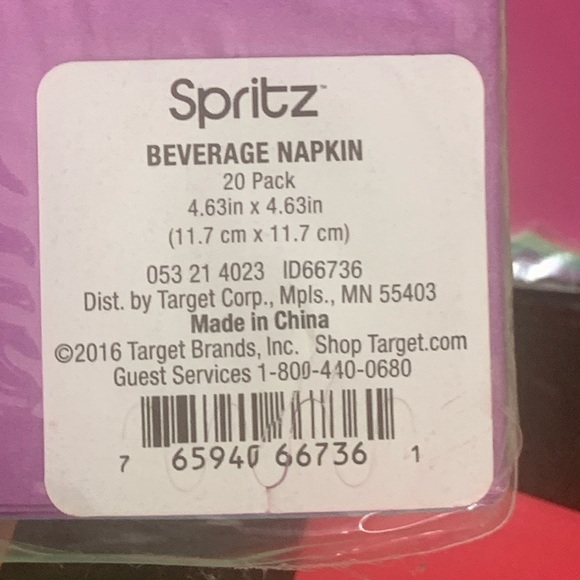 Spritz™
BEVERAGE NAPKIN
20 Pack
4.63in x 4.63in
(11.7 cm x 11.7 cm)
053 21 4023 ID66736
Dist. by Target Corp., Mpls., MN 55403
Made in China
©2016 Target Brands, Inc. Shop Target.com
Guest Services 1-800-440-0680
7 65940 66736 1